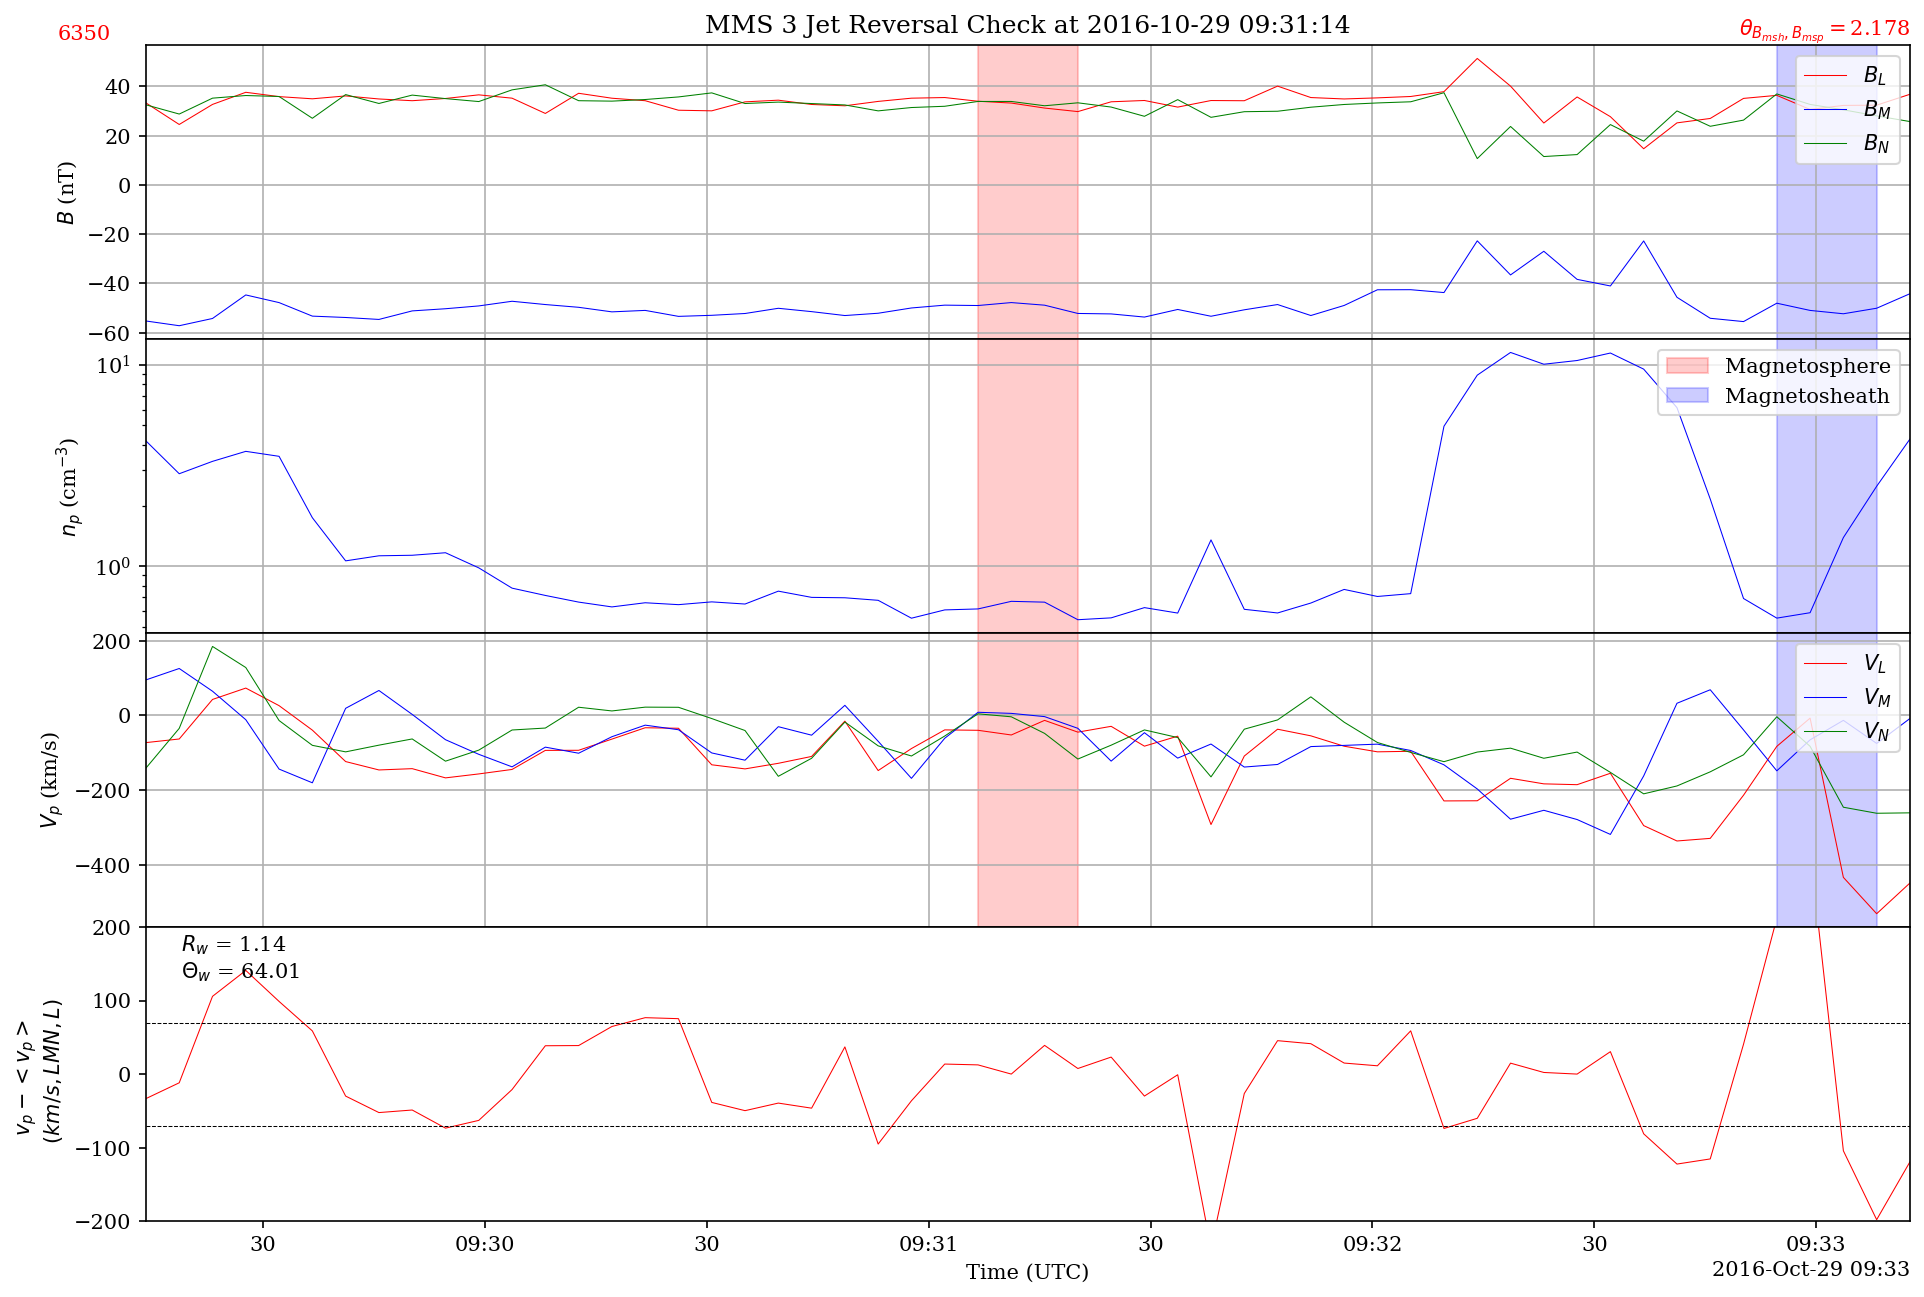 MMS 3 Jet Reversal Check at 2016-10-29 09:31:14
6350
θ_{B_{msh}, B_{msp}} = 2.178
40
20
0
−20
−40
−60
B (nT)
B_L
B_M
B_N
10^1
10^0
n_p (cm^{−3})
Magnetosphere
Magnetosheath
200
0
−200
−400
V_p (km/s)
V_L
V_M
V_N
200
100
0
−100
−200
v_p − < v_p >
(km/s, LMN, L)
R_w = 1.14
Θ_w = 64.01
30 09:30 30 09:31 30 09:32 30 09:33
Time (UTC)
2016-Oct-29 09:33